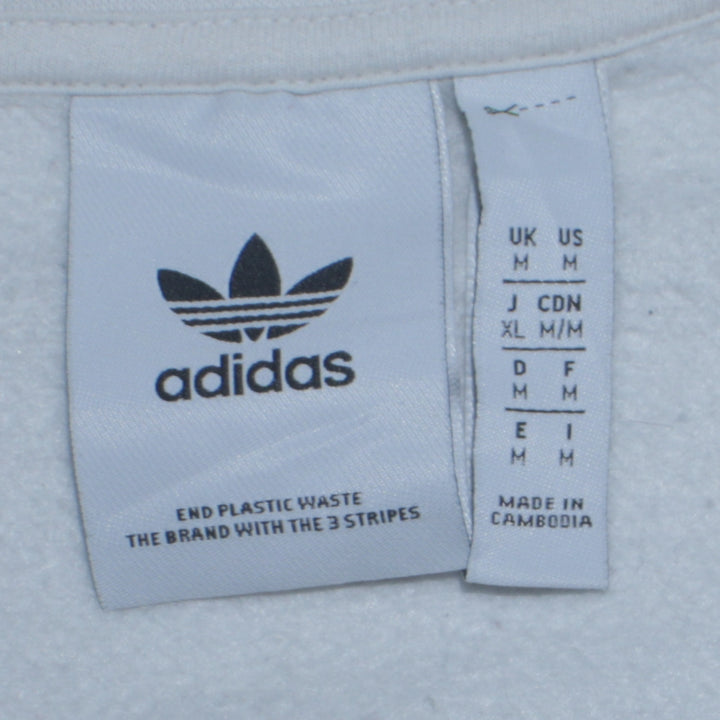 adidas
END PLASTIC WASTE
THE BRAND WITH THE 3 STRIPES
UK US
M M
J CDN
XL M/M
D F
M M
E I
M M
MADE IN
CAMBODIA